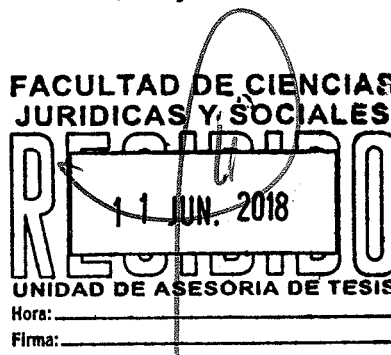 FACULTAD DE CIENCIAS
JURIDICAS Y SOCIALES
RECIBIDO
11 JUN. 2018
UNIDAD DE ASESORIA DE TESIS
Hora:
Firma: